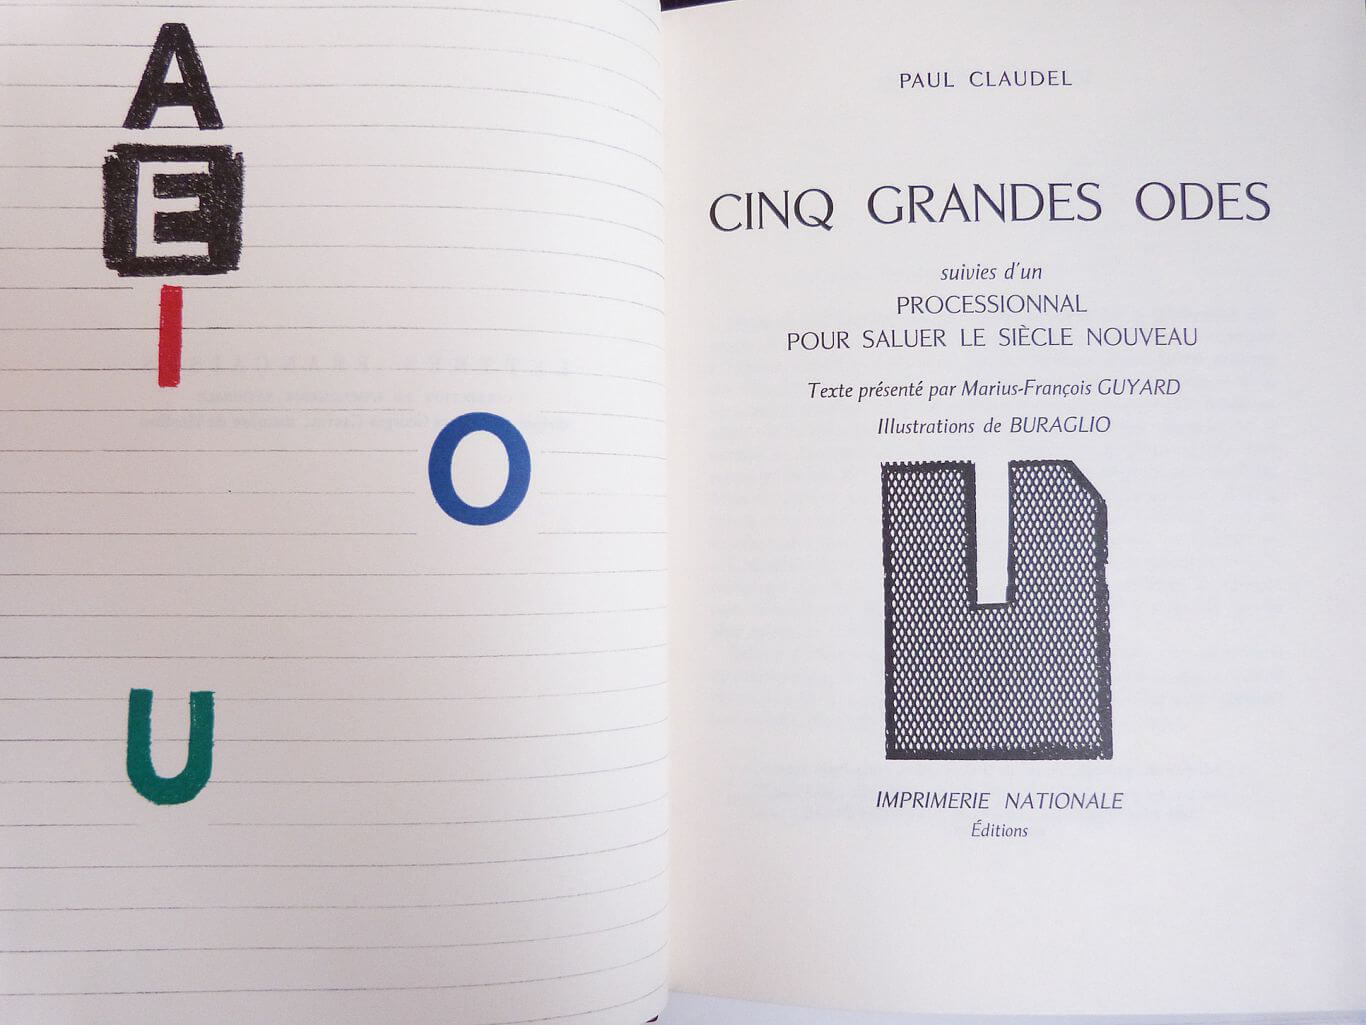 A
E
I
O
U
PAUL CLAUDEL
CINQ GRANDES ODES
suivies d'un
PROCESSIONNAL
POUR SALUER LE SIÈCLE NOUVEAU
Texte présenté par Marius-François GUYARD
Illustrations de BURAGLIO
IMPRIMERIE NATIONALE
Éditions